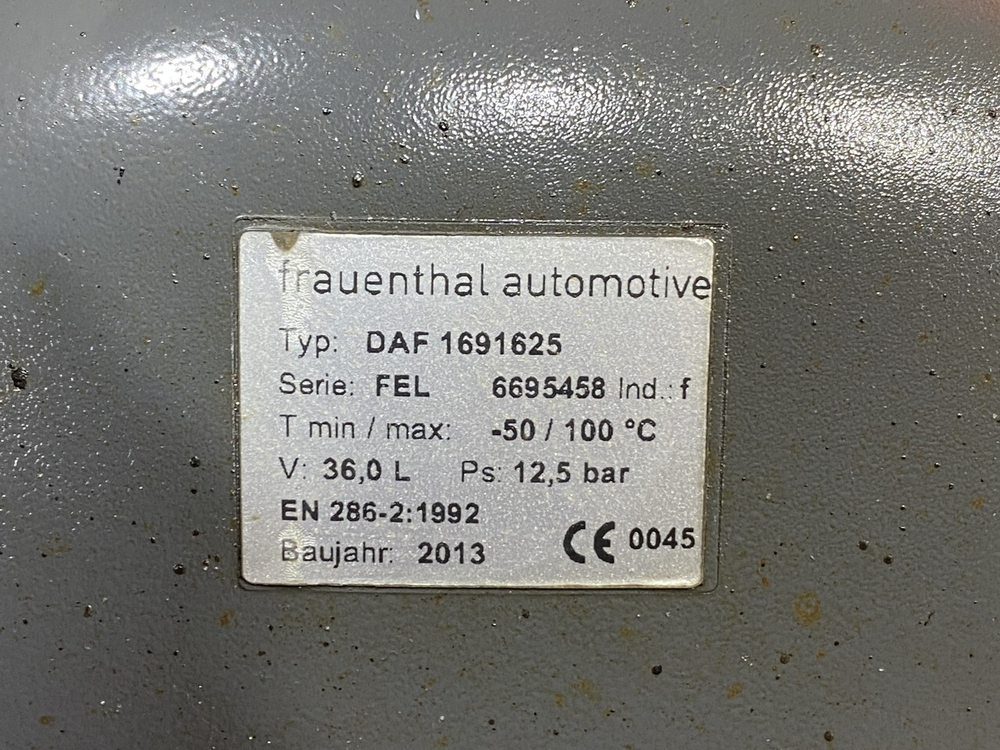 frauenthal automotive
Typ: DAF 1691625
Serie: FEL 6695458 Ind.: f
T min / max: -50 / 100 °C
V: 36,0 L Ps: 12,5 bar
EN 286-2:1992
Baujahr: 2013 CE 0045